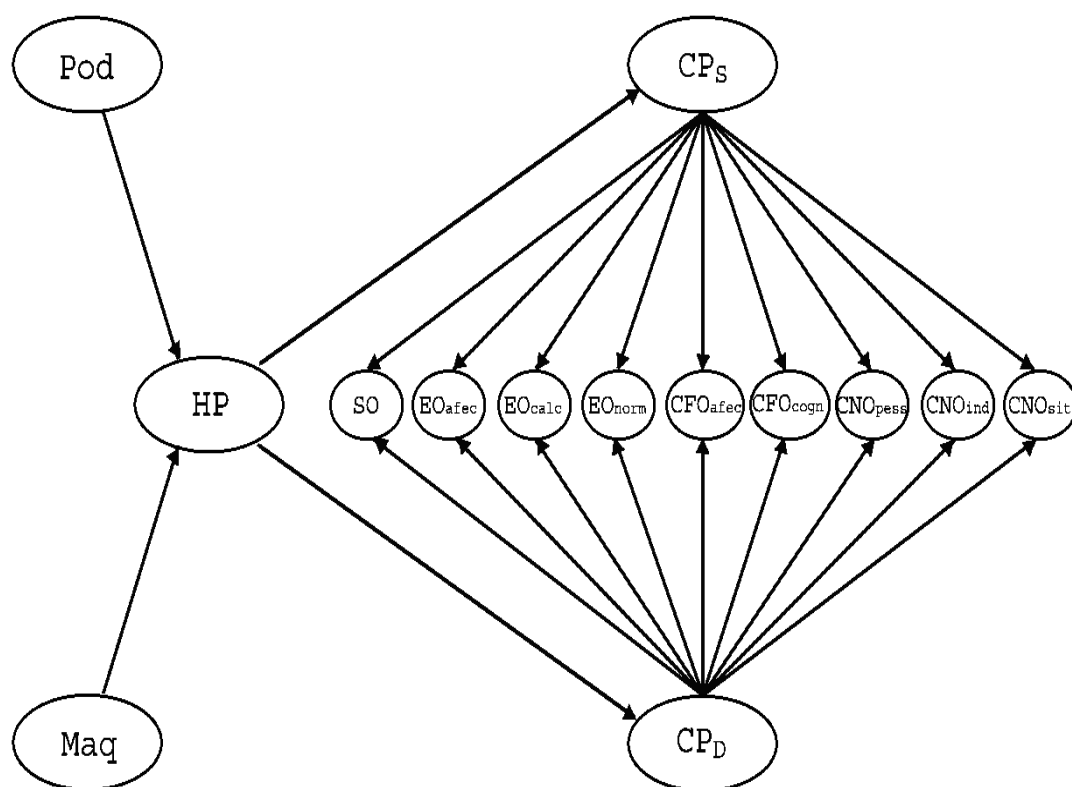 Pod
CPS
HP
SO
EOafec
EOcalc
EOnorm
CFOafec
CFOcogn
CNOpess
CNOind
CNOsit
Maq
CPD